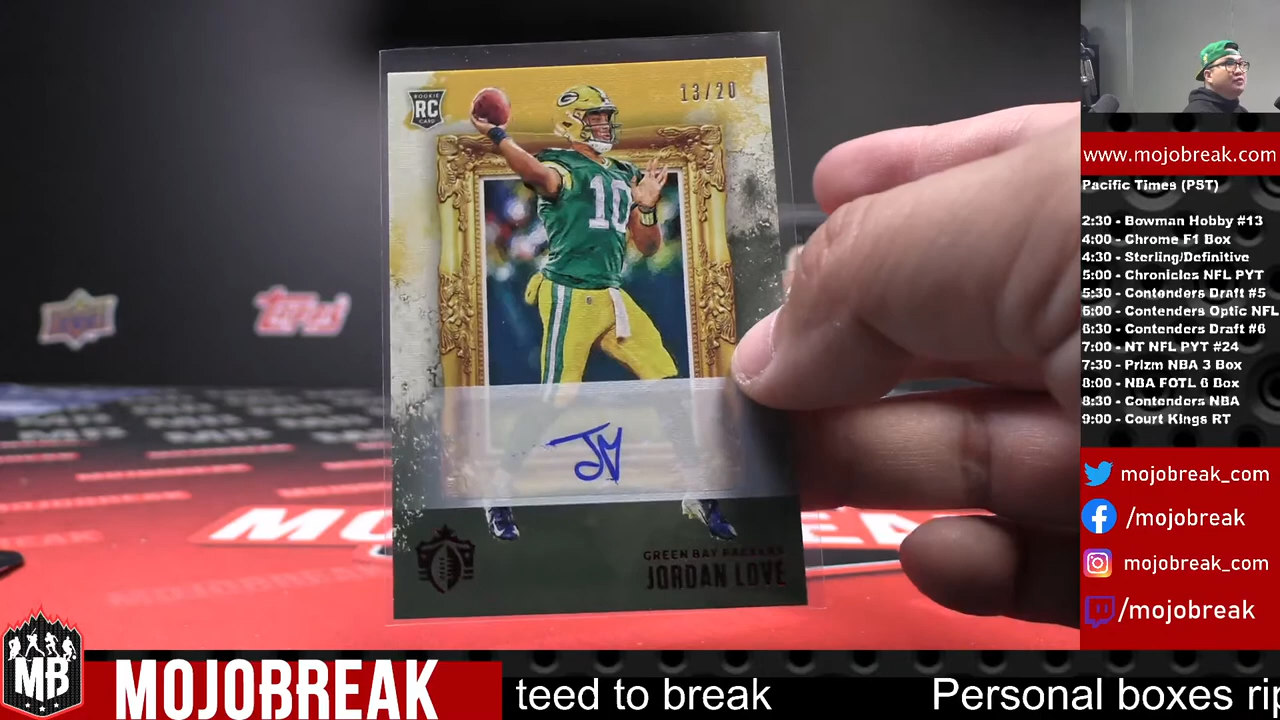 ROOKIE
RC
CARD
13/20
10
GREEN BAY PACKERS
JORDAN LOVE
topps
MOJOBREAK
www.mojobreak.com
Pacific Times (PST)
2:30 - Bowman Hobby #13
4:00 - Chrome F1 Box
4:30 - Sterling/Definitive
5:00 - Chronicles NFL PYT
5:30 - Contenders Draft #5
6:00 - Contenders Optic NFL
6:30 - Contenders Draft #6
7:00 - NT NFL PYT #24
7:30 - Prizm NBA 3 Box
8:00 - NBA FOTL 6 Box
8:30 - Contenders NBA
9:00 - Court Kings RT
mojobreak_com
/mojobreak
mojobreak_com
/mojobreak
MB
MOJOBREAK
teed to break
Personal boxes rip